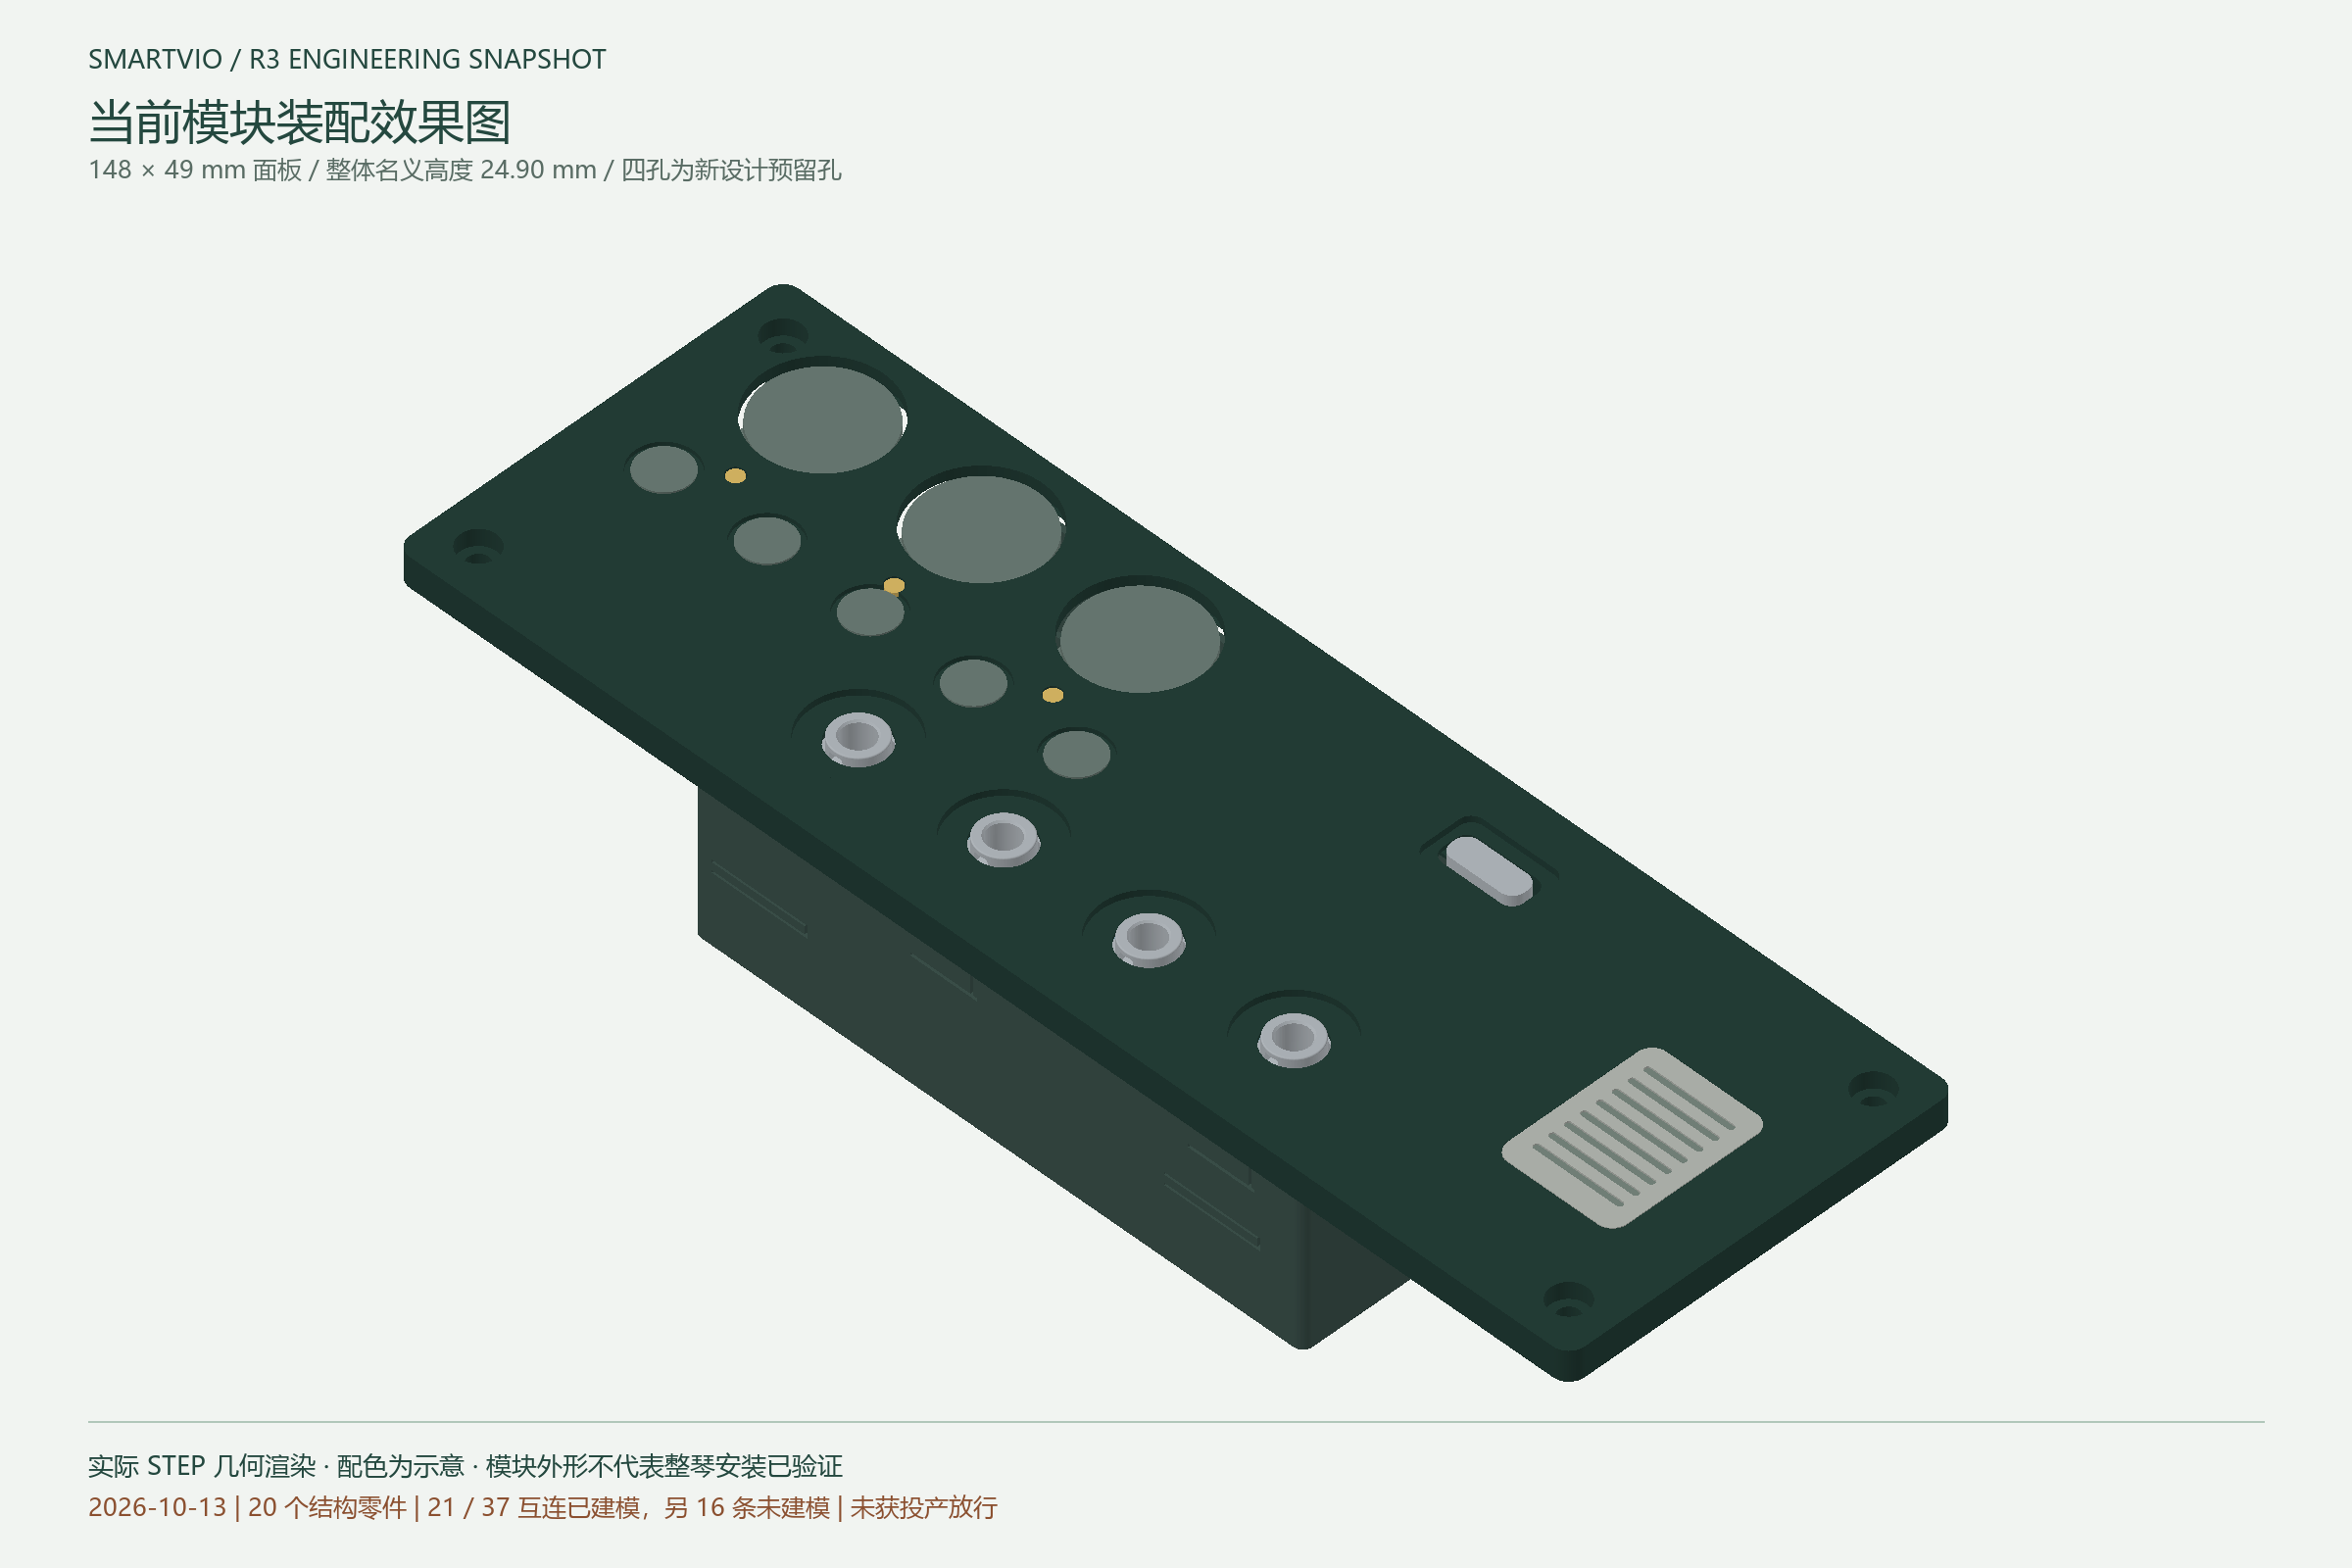 SMARTVIO / R3 ENGINEERING SNAPSHOT
当前模块装配效果图
148 × 49 mm 面板 / 整体名义高度 24.90 mm / 四孔为新设计预留孔
实际 STEP 几何渲染 · 配色为示意 · 模块外形不代表整琴安装已验证
2026-10-13 | 20 个结构零件 | 21 / 37 互连已建模，另 16 条未建模 | 未获投产放行